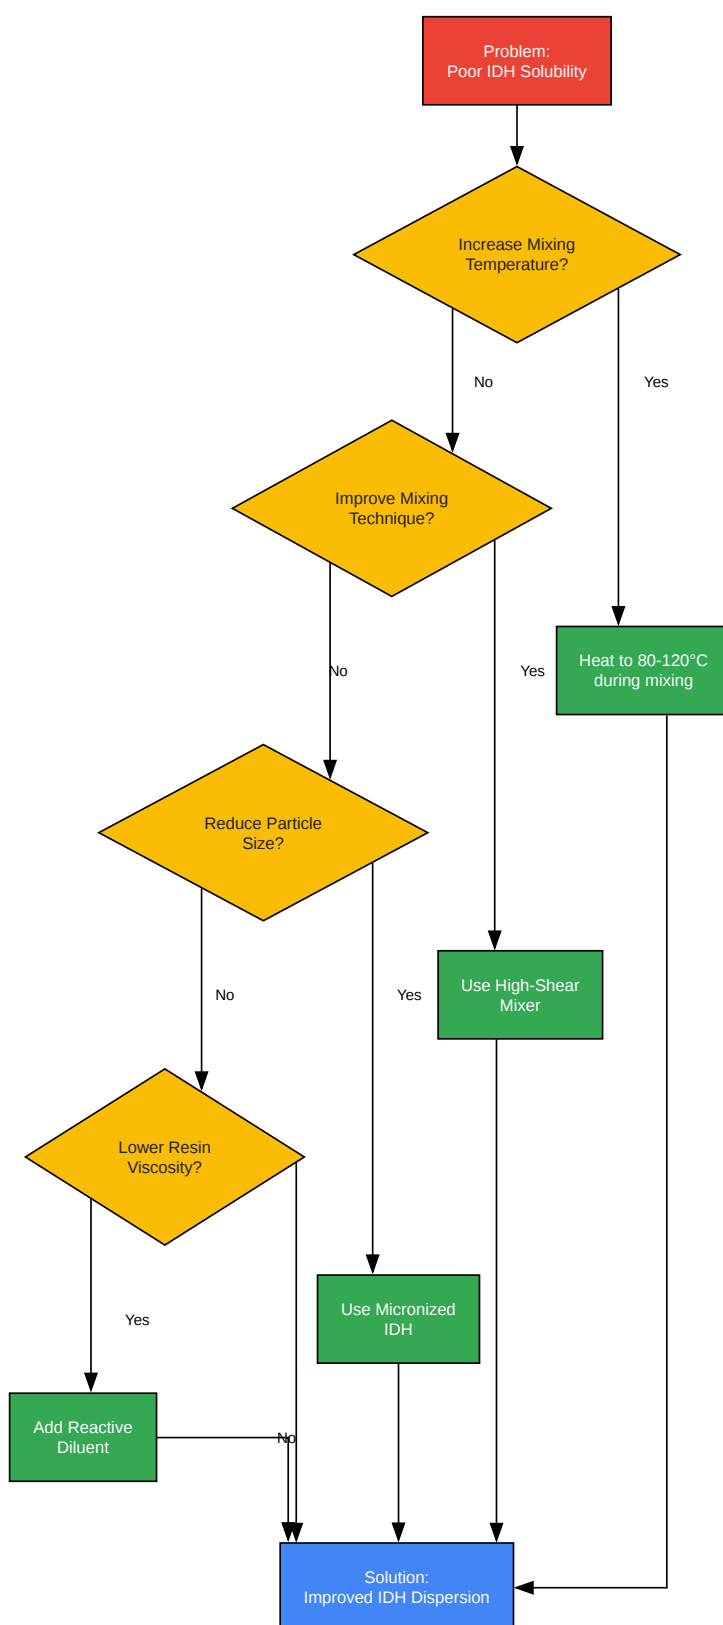 Problem:
Poor IDH Solubility
Increase Mixing
Temperature?
No
Yes
Improve Mixing
Technique?
No
Yes
Heat to 80-120°C
during mixing
Reduce Particle
Size?
No
Yes
Use High-Shear
Mixer
Lower Resin
Viscosity?
Yes
Use Micronized
IDH
Add Reactive
Diluent
No
Solution:
Improved IDH Dispersion